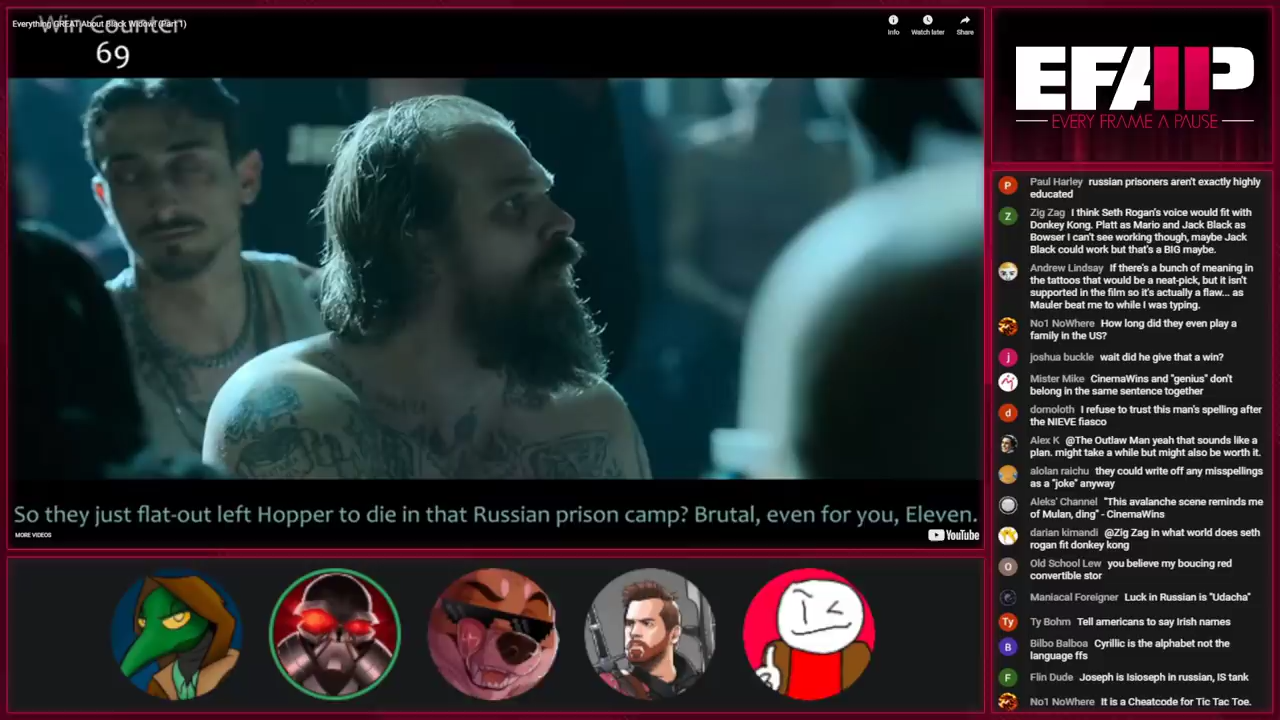 Everything GREAT About Black Widow! (Part 1)
Win Counter
69
Info
Watch later
Share
So they just flat-out left Hopper to die in that Russian prison camp? Brutal, even for you, Eleven.
MORE VIDEOS
YouTube
EFAP
EVERY FRAME A PAUSE
P
Paul Harley russian prisoners aren't exactly highly
educated
Z
Zig Zag I think Seth Rogan's voice would fit with
Donkey Kong. Platt as Mario and Jack Black as
Bowser I can't see working though, maybe Jack
Black could work but that's a BIG maybe.
Andrew Lindsay If there's a bunch of meaning in
the tattoos that would be a neat-pick, but it isn't
supported in the film so it's actually a flaw... as
Mauler beat me to while I was typing.
No1 NoWhere How long did they even play a
family in the US?
j
joshua buckle wait did he give that a win?
Mister Mike CinemaWins and "genius" don't
belong in the same sentence together
d
domoloth I refuse to trust this man's spelling after
the NIEVE fiasco
Alex K @The Outlaw Man yeah that sounds like a
plan. might take a while but might also be worth it.
alolan raichu they could write off any misspellings
as a "joke" anyway
Aleks' Channel "This avalanche scene reminds me
of Mulan, ding" - CinemaWins
darian kimandi @Zig Zag in what world does seth
rogan fit donkey kong
O
Old School Lew you believe my boucing red
convertible stor
Maniacal Foreigner Luck in Russian is "Udacha"
Ty
Ty Bohm Tell americans to say Irish names
B
Bilbo Balboa Cyrillic is the alphabet not the
language ffs
F
Flin Dude Joseph is Isioseph in russian, IS tank
No1 NoWhere It is a Cheatcode for Tic Tac Toe.